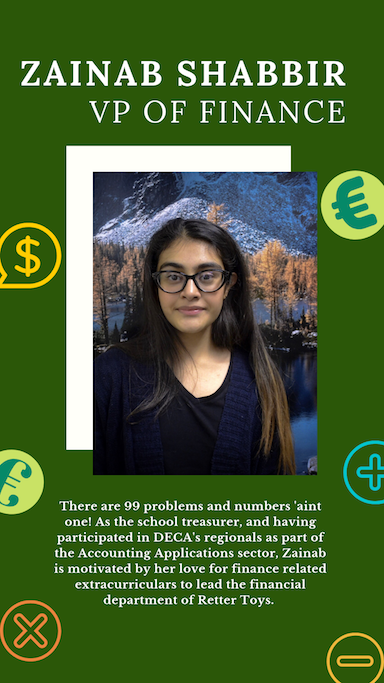 ZAINAB SHABBIR
VP OF FINANCE
€
$
There are 99 problems and numbers 'aint
one! As the school treasurer, and having
participated in DECA's regionals as part of
the Accounting Applications sector, Zainab
is motivated by her love for finance related
extracurriculars to lead the financial
department of Retter Toys.